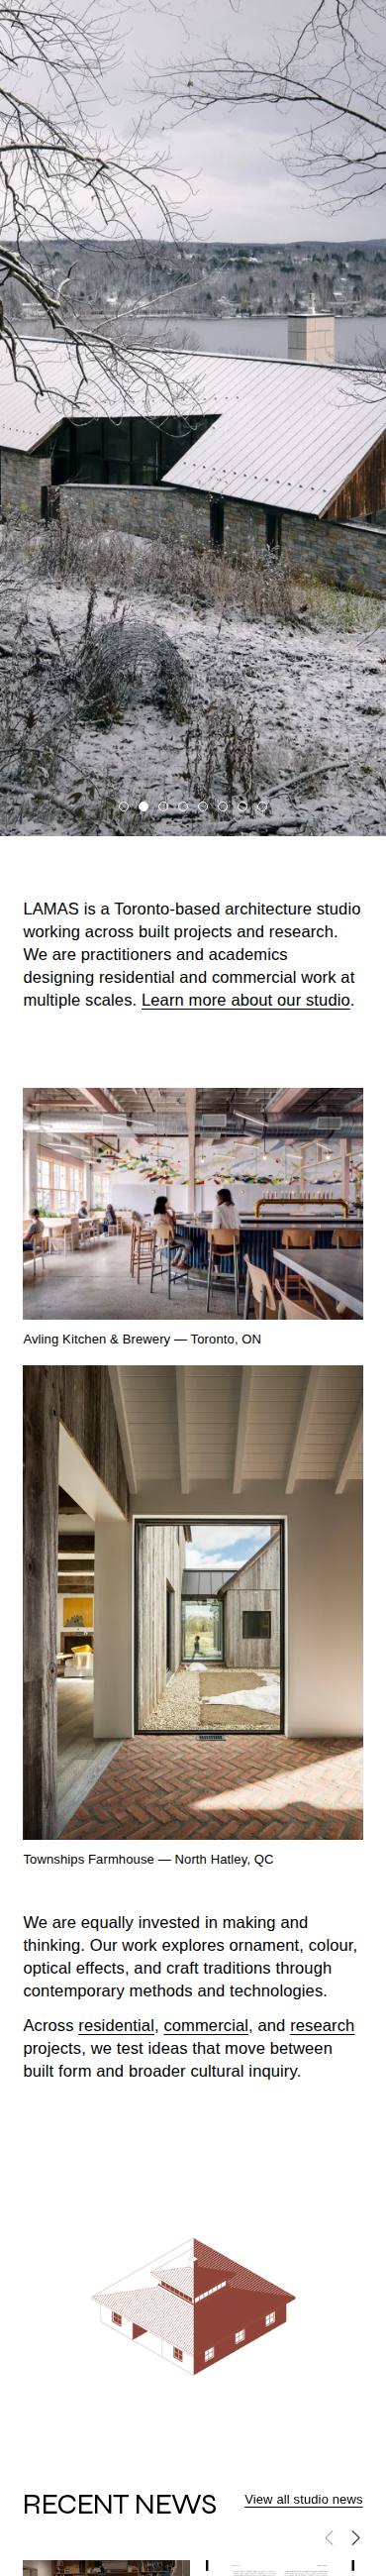 LAMAS is a Toronto-based architecture studio
working across built projects and research.
We are practitioners and academics
designing residential and commercial work at
multiple scales. Learn more about our studio.
Avling Kitchen & Brewery — Toronto, ON
Townships Farmhouse — North Hatley, QC
We are equally invested in making and
thinking. Our work explores ornament, colour,
optical effects, and craft traditions through
contemporary methods and technologies.
Across residential, commercial, and research
projects, we test ideas that move between
built form and broader cultural inquiry.
RECENT NEWS
View all studio news